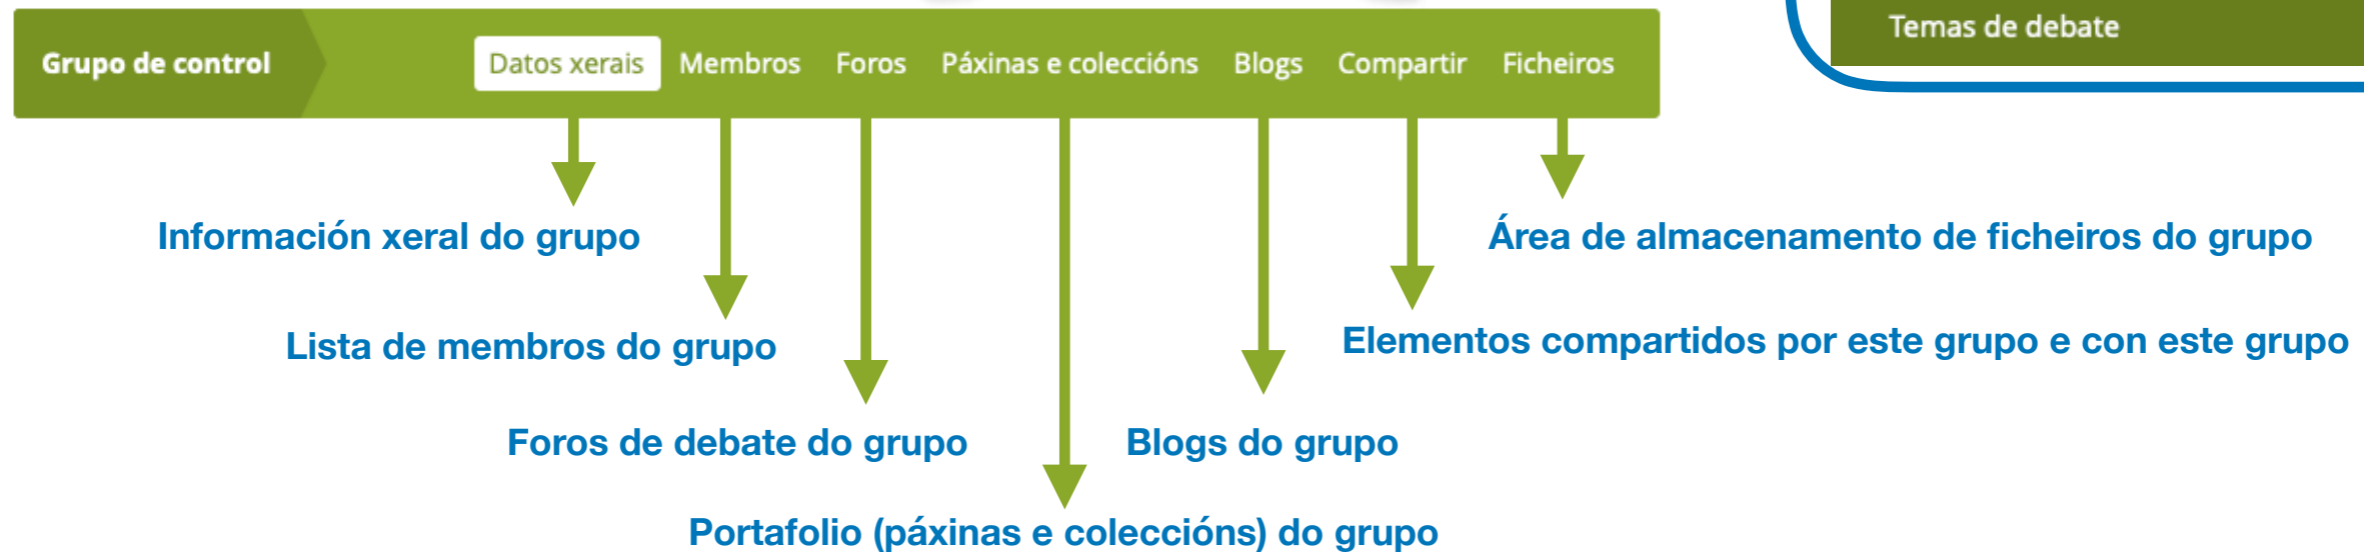 Temas de debate
Grupo de control
Datos xerais
Membros
Foros
Páxinas e coleccións
Blogs
Compartir
Ficheiros
Información xeral do grupo
Área de almacenamento de ficheiros do grupo
Lista de membros do grupo
Elementos compartidos por este grupo e con este grupo
Foros de debate do grupo
Blogs do grupo
Portafolio (páxinas e coleccións) do grupo